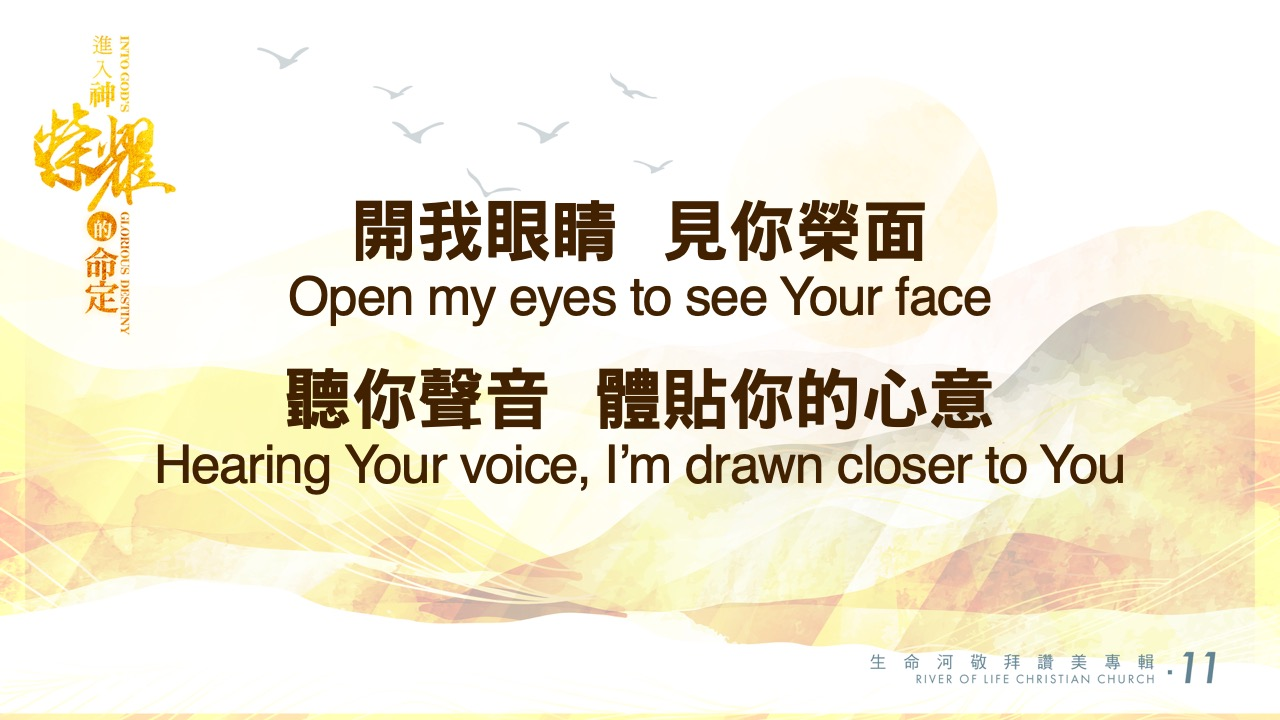 進入神
榮耀
的
命定
INTO GOD'S
GLORIOUS DESTINY
開我眼睛 見你榮面
Open my eyes to see Your face
聽你聲音 體貼你的心意
Hearing Your voice, I’m drawn closer to You
生命河敬拜讚美專輯
RIVER OF LIFE CHRISTIAN CHURCH
·11